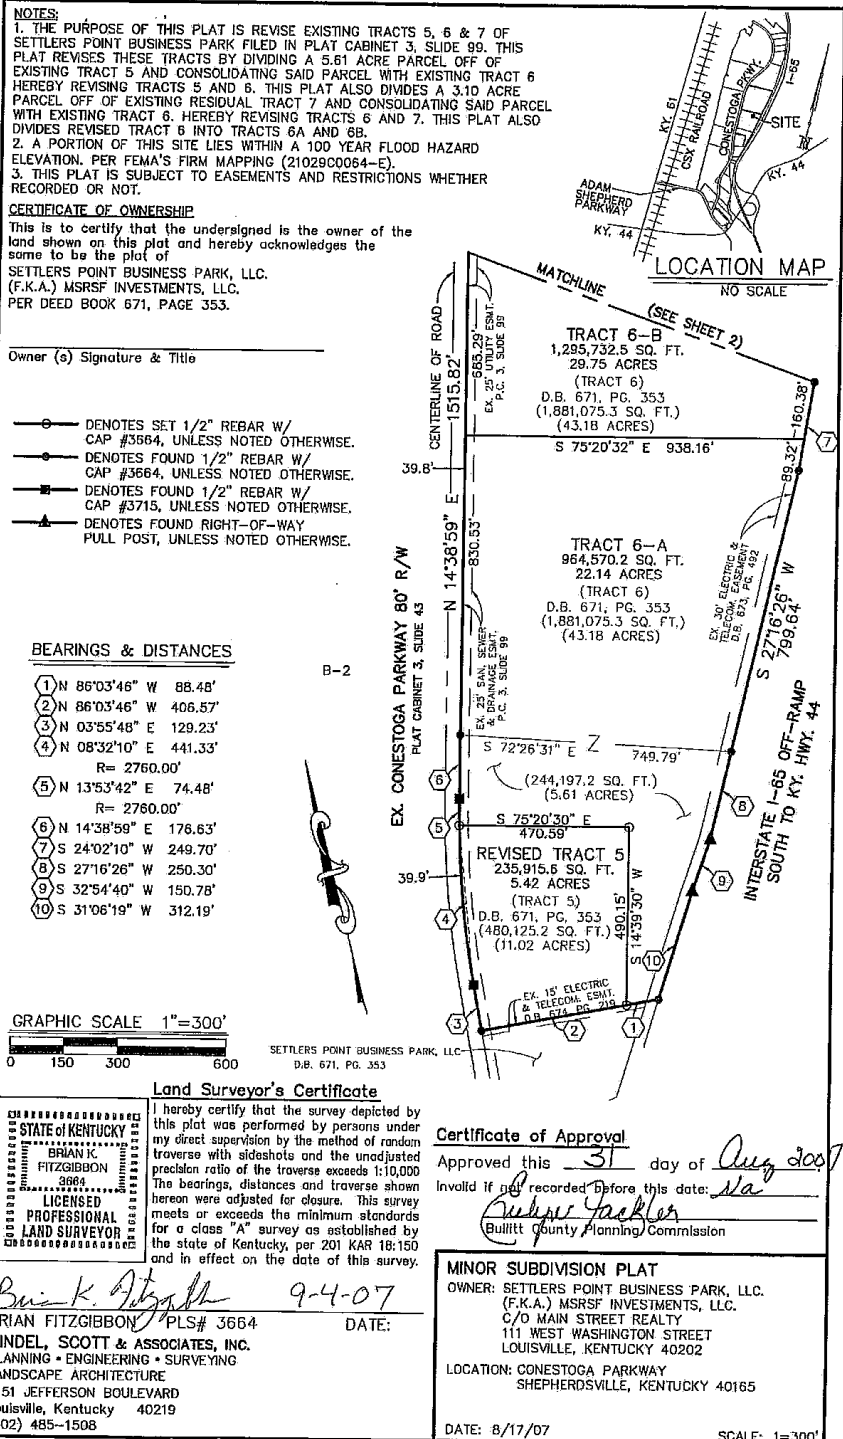 NOTES:
1. THE PURPOSE OF THIS PLAT IS REVISE EXISTING TRACTS 5, 6 & 7 OF
SETTLERS POINT BUSINESS PARK FILED IN PLAT CABINET 3, SLIDE 99. THIS
PLAT REVISES THESE TRACTS BY DIVIDING A 5.61 ACRE PARCEL OFF OF
EXISTING TRACT 5 AND CONSOLIDATING SAID PARCEL WITH EXISTING TRACT 6
HEREBY REVISING TRACTS 5 AND 6. THIS PLAT ALSO DIVIDES A 3.10 ACRE
PARCEL OFF OF EXISTING RESIDUAL TRACT 7 AND CONSOLIDATING SAID PARCEL
WITH EXISTING TRACT 6. HEREBY REVISING TRACTS 6 AND 7. THIS PLAT ALSO
DIVIDES REVISED TRACT 6 INTO TRACTS 6A AND 6B.
2. A PORTION OF THIS SITE LIES WITHIN A 100 YEAR FLOOD HAZARD
ELEVATION. PER FEMA'S FIRM MAPPING (21029C0064-E).
3. THIS PLAT IS SUBJECT TO EASEMENTS AND RESTRICTIONS WHETHER
RECORDED OR NOT.
CERTIFICATE OF OWNERSHIP
This is to certify that the undersigned is the owner of the
land shown on this plat and hereby acknowledges the
same to be the plat of
SETTLERS POINT BUSINESS PARK, LLC.
(F.K.A.) MSRSF INVESTMENTS, LLC.
PER DEED BOOK 671, PAGE 353.
Owner (s) Signature & Title
KY. 61
CSX RAILROAD
CONESTOGA PKWY.
I-65
SITE
N
KY. 44
ADAM
SHEPHERD
PARKWAY
KY. 44
LOCATION MAP
NO SCALE
DENOTES SET 1/2" REBAR W/
CAP #3664, UNLESS NOTED OTHERWISE.
DENOTES FOUND 1/2" REBAR W/
CAP #3664, UNLESS NOTED OTHERWISE.
DENOTES FOUND 1/2" REBAR W/
CAP #3715, UNLESS NOTED OTHERWISE.
DENOTES FOUND RIGHT-OF-WAY
PULL POST, UNLESS NOTED OTHERWISE.
MATCHLINE
(SEE SHEET 2)
CENTERLINE OF ROAD
1515.82'
N 14°38'59" E
685.29'
EX. 25' UTILITY ESMT.
P.C. 3, SLIDE 99
TRACT 6-B
1,295,732.5 SQ. FT.
29.75 ACRES
(TRACT 6)
D.B. 671, PG. 353
(1,881,075.3 SQ. FT.)
(43.18 ACRES)
S 75°20'32" E 938.16'
160.38'
7
89.32'
39.8'
830.53'
TRACT 6-A
964,570.2 SQ. FT.
22.14 ACRES
(TRACT 6)
D.B. 671, PG. 353
(1,881,075.3 SQ. FT.)
(43.18 ACRES)
EX. 30' ELECTRIC &
TELECOM. EASEMENT
D.B. 673, PG. 492
S 27°16'26" W
799.64'
EX. 25' SAN. SEWER
& DRAINAGE ESMT.
P.C. 3, SLIDE 99
EX. CONESTOGA PARKWAY 80' R/W
PLAT CABINET 3, SLIDE 43
S 72°26'31" E Z 749.79'
(244,197.2 SQ. FT.)
(5.61 ACRES)
6
8
5
S 75°20'30" E
470.59'
INTERSTATE I-65 OFF-RAMP
SOUTH TO KY. HWY. 44
9
39.9'
REVISED TRACT 5
235,915.6 SQ. FT.
5.42 ACRES
(TRACT 5)
D.B. 671, PG. 353
(480,125.2 SQ. FT.)
(11.02 ACRES)
490.15'
S 14°39'30" W
4
10
EX. 15' ELECTRIC
& TELECOM. ESMT.
D.B. 674 PG. 219
3
2
1
SETTLERS POINT BUSINESS PARK, LLC
D.B. 671, PG. 353
B-2
BEARINGS & DISTANCES
1 N 86°03'46" W 88.48'
2 N 86°03'46" W 406.57'
3 N 03°55'48" E 129.23'
4 N 08°32'10" E 441.33'
R= 2760.00'
5 N 13°53'42" E 74.48'
R= 2760.00'
6 N 14°38'59" E 176.63'
7 S 24°02'10" W 249.70'
8 S 27°16'26" W 250.30'
9 S 32°54'40" W 150.78'
10 S 31°06'19" W 312.19'
GRAPHIC SCALE 1"=300'
0 150 300 600
STATE of KENTUCKY
BRIAN K.
FITZGIBBON
3664
LICENSED
PROFESSIONAL
LAND SURVEYOR
Land Surveyor's Certificate
I hereby certify that the survey depicted by
this plat was performed by persons under
my direct supervision by the method of random
traverse with sideshots and the unadjusted
precision ratio of the traverse exceeds 1:10,000
The bearings, distances and traverse shown
hereon were adjusted for closure. This survey
meets or exceeds the minimum standards
for a class "A" survey as established by
the state of Kentucky, per 201 KAR 18:150
and in effect on the date of this survey.
Brian K. Fitzgibbon 9-4-07
RIAN FITZGIBBON PLS# 3664 DATE:
INDEL, SCOTT & ASSOCIATES, INC.
LANNING • ENGINEERING • SURVEYING
ANDSCAPE ARCHITECTURE
51 JEFFERSON BOULEVARD
ouisville, Kentucky 40219
02) 485-1508
Certificate of Approval
Approved this 31 day of Aug 2007
Invalid if not recorded before this date: Na
Bullitt County Planning Commission
MINOR SUBDIVISION PLAT
OWNER: SETTLERS POINT BUSINESS PARK, LLC.
(F.K.A.) MSRSF INVESTMENTS, LLC.
C/O MAIN STREET REALTY
111 WEST WASHINGTON STREET
LOUISVILLE, KENTUCKY 40202
LOCATION: CONESTOGA PARKWAY
SHEPHERDSVILLE, KENTUCKY 40165
DATE: 8/17/07 SCALE: 1=300'